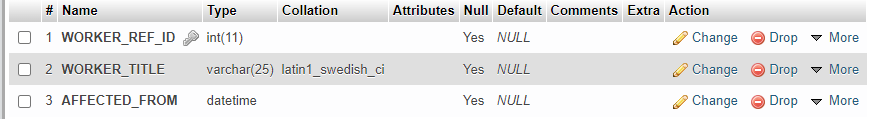 # Name Type Collation Attributes Null Default Comments Extra Action
1 WORKER_REF_ID int(11) Yes NULL Change Drop More
2 WORKER_TITLE varchar(25) latin1_swedish_ci Yes NULL Change Drop More
3 AFFECTED_FROM datetime Yes NULL Change Drop More